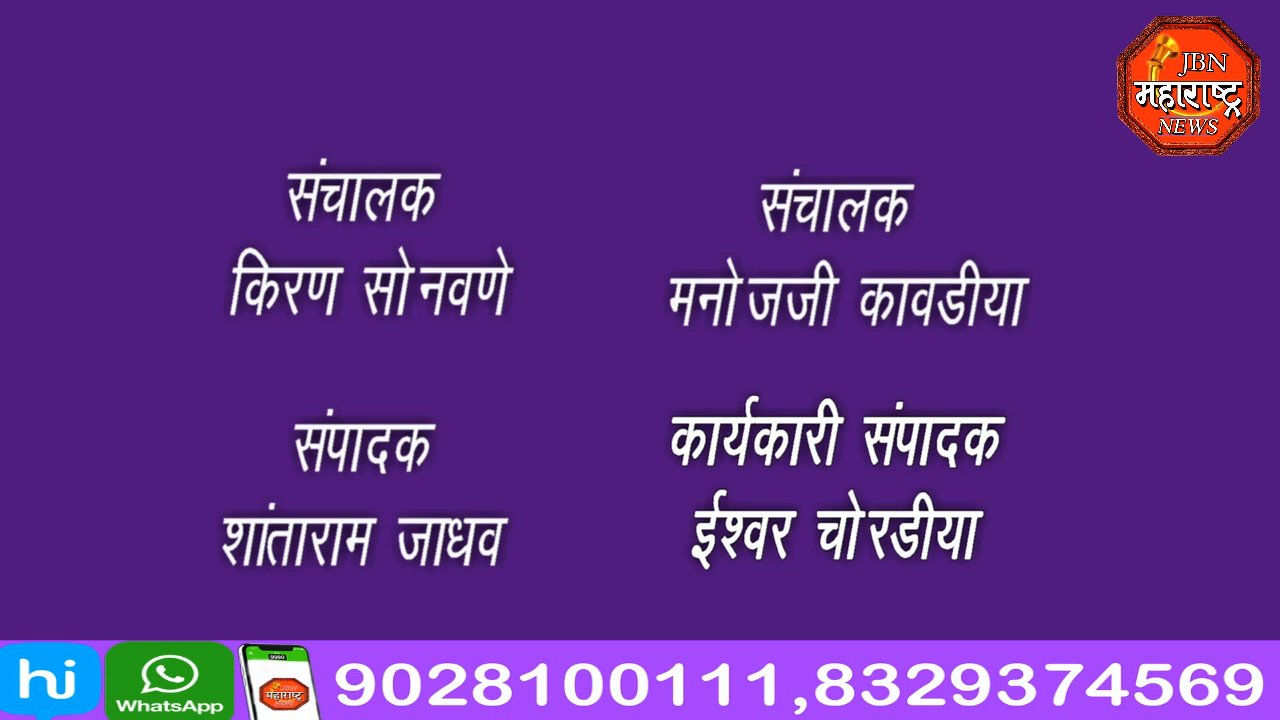 JBN
महाराष्ट्र
NEWS
संचालक
किरण सोनवणे
संचालक
मनोजजी कावडीया
संपादक
शांताराम जाधव
कार्यकारी संपादक
ईश्वर चोरडीया
hi
WhatsApp
महाराष्ट्र
9028100111,8329374569